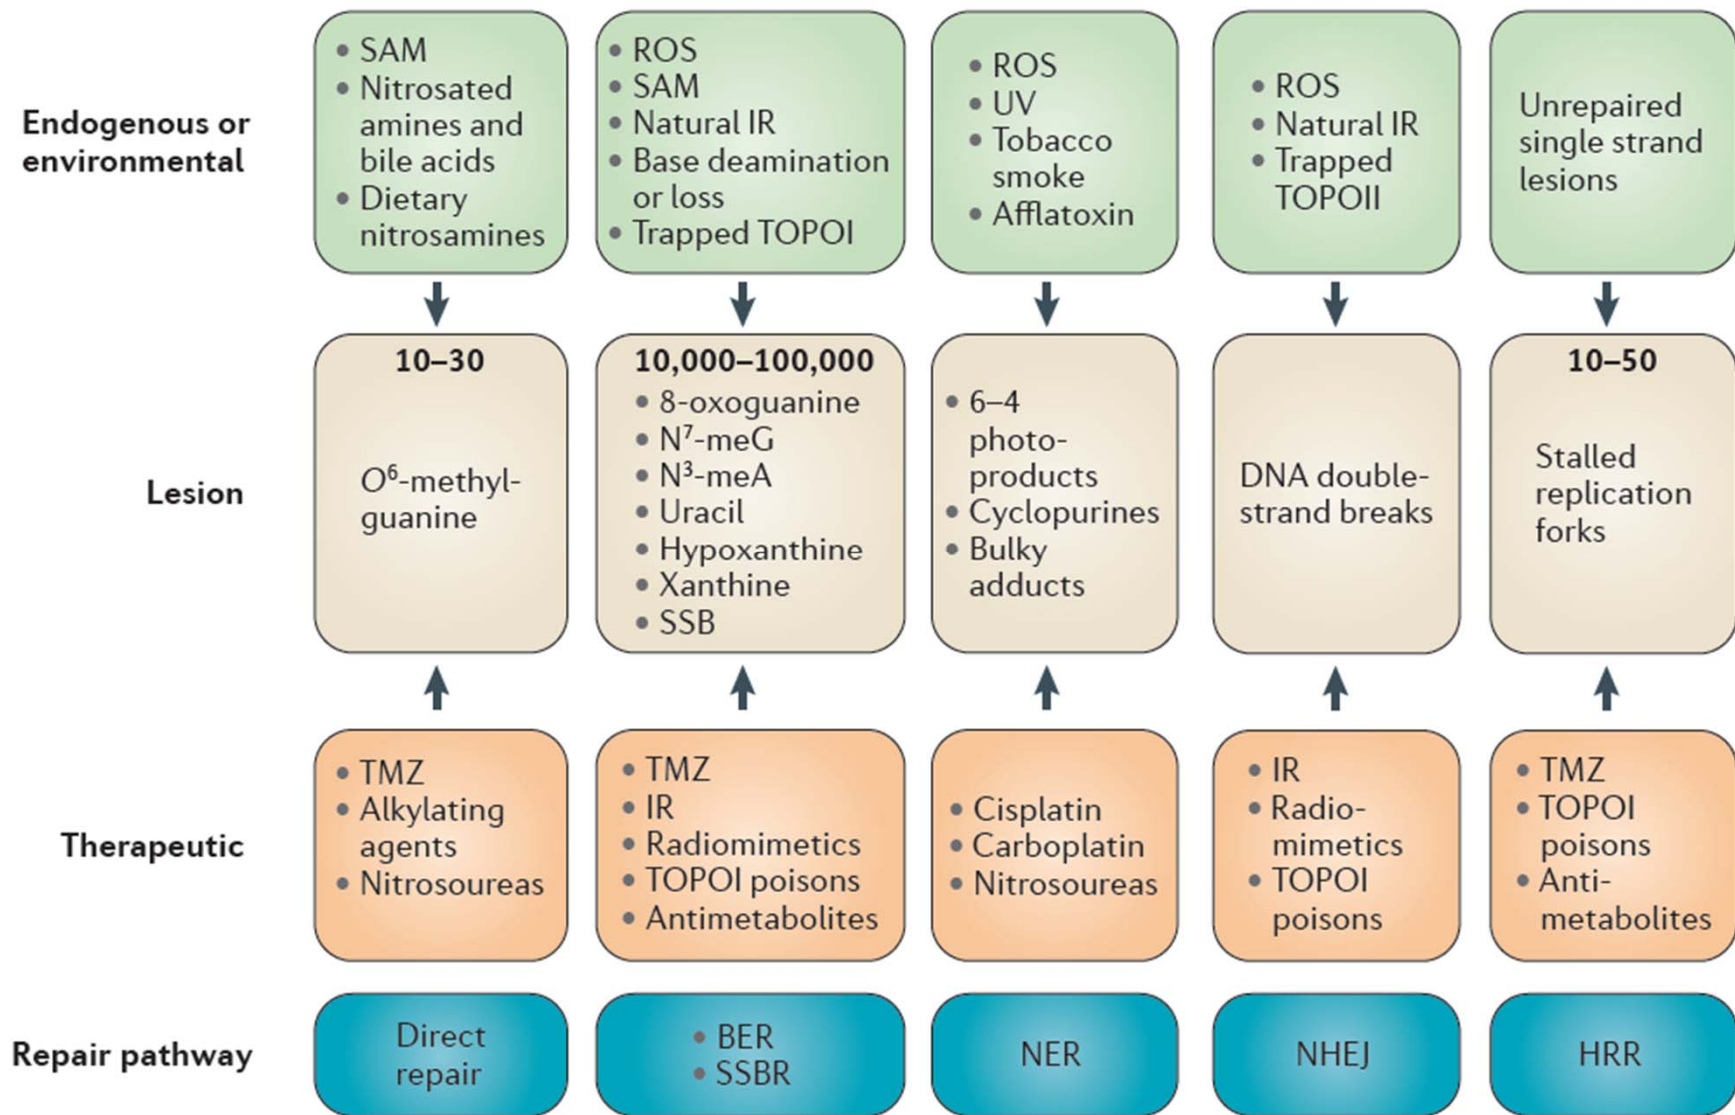 Endogenous or
environmental
• SAM
• Nitrosated
amines and
bile acids
• Dietary
nitrosamines
• ROS
• SAM
• Natural IR
• Base deamination
or loss
• Trapped TOPOI
• ROS
• UV
• Tobacco
smoke
• Afflatoxin
• ROS
• Natural IR
• Trapped
TOPOII
Unrepaired
single strand
lesions
Lesion
10–30
O⁶-methyl-
guanine
10,000–100,000
• 8-oxoguanine
• N⁷-meG
• N³-meA
• Uracil
• Hypoxanthine
• Xanthine
• SSB
• 6–4
photo-
products
• Cyclopurines
• Bulky
adducts
DNA double-
strand breaks
10–50
Stalled
replication
forks
Therapeutic
• TMZ
• Alkylating
agents
• Nitrosoureas
• TMZ
• IR
• Radiomimetics
• TOPOI poisons
• Antimetabolites
• Cisplatin
• Carboplatin
• Nitrosoureas
• IR
• Radio-
mimetics
• TOPOI
poisons
• TMZ
• TOPOI
poisons
• Anti-
metabolites
Repair pathway
Direct
repair
• BER
• SSBR
NER
NHEJ
HRR